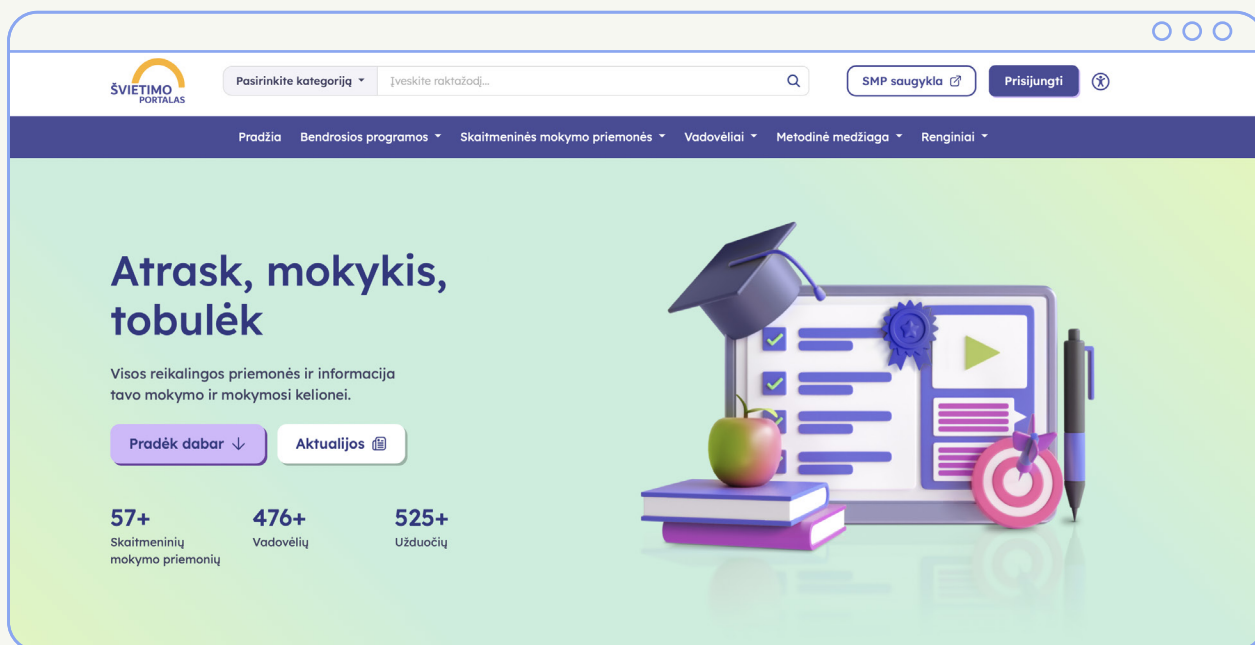 ŠVIETIMO
PORTALAS
Pasirinkite kategoriją
Įveskite raktažodį...
SMP saugykla
Prisijungti
Pradžia Bendrosios programos Skaitmeninės mokymo priemonės Vadovėliai Metodinė medžiaga Renginiai
Atrask, mokykis,
tobulėk
Visos reikalingos priemonės ir informacija
tavo mokymo ir mokymosi kelionei.
Pradėk dabar
Aktualijos
57+
Skaitmeninių
mokymo priemonių
476+
Vadovėlių
525+
Užduočių